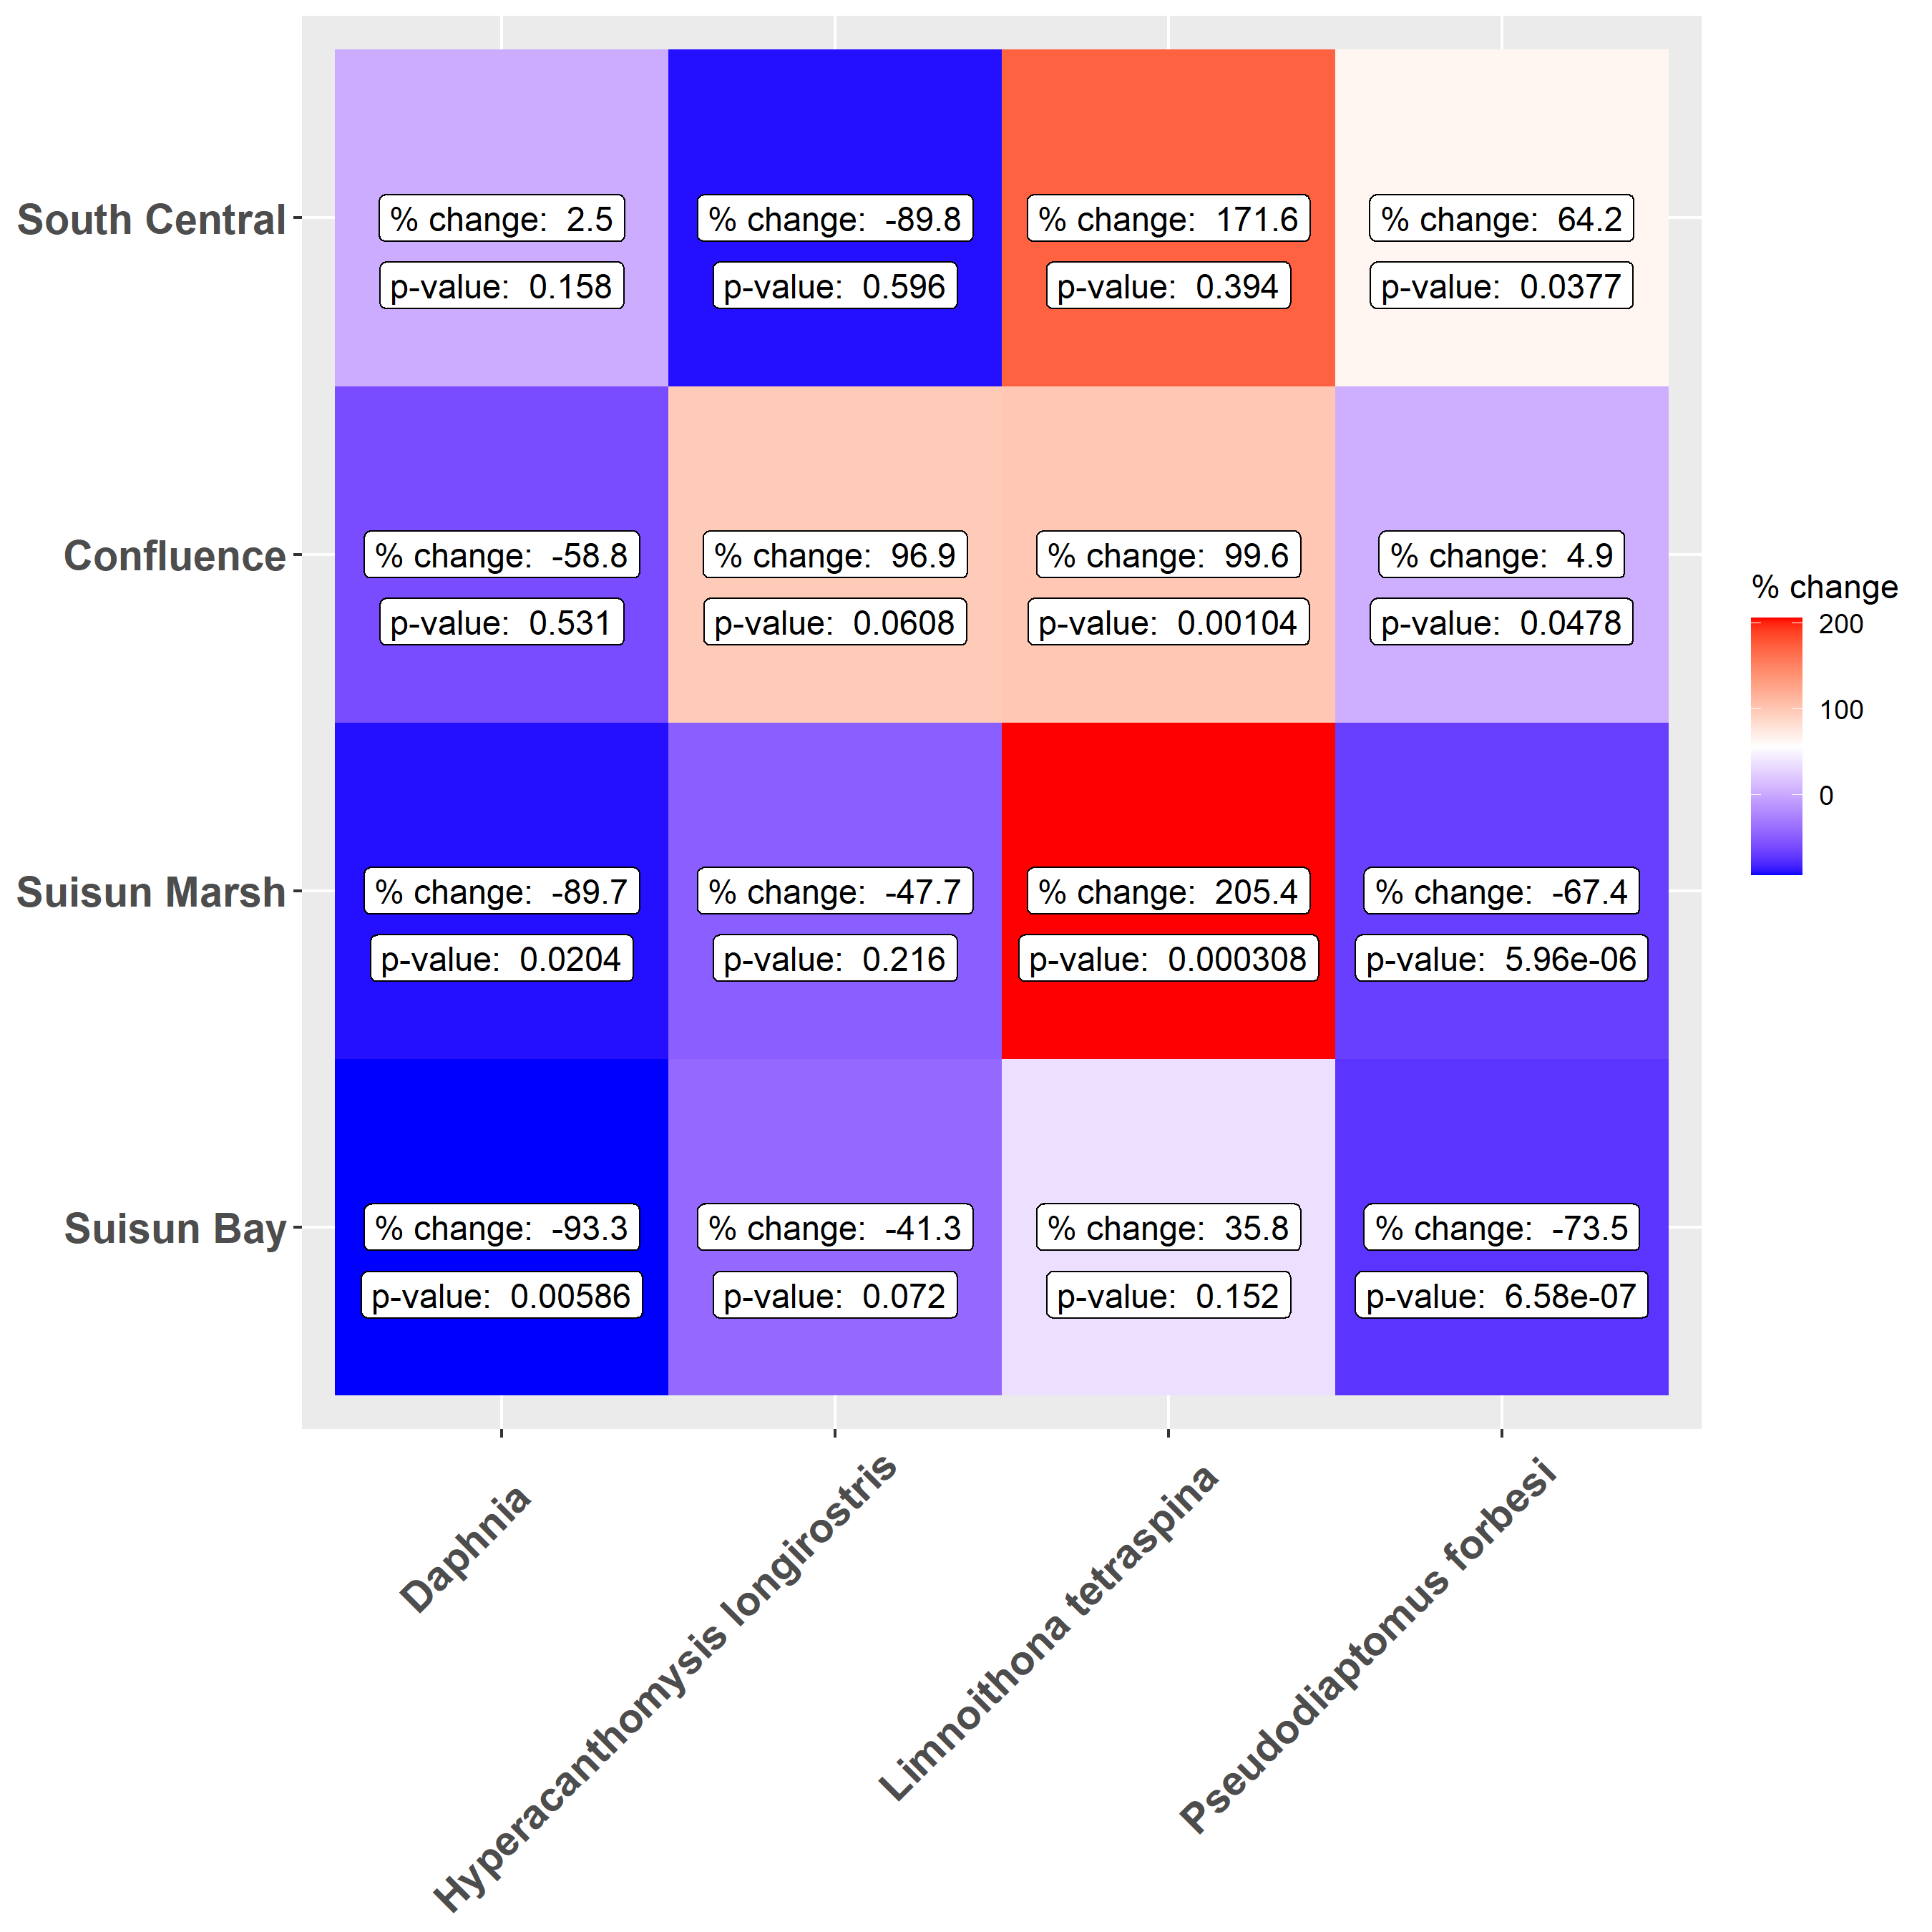 South Central
% change: 2.5
% change: -89.8
% change: 171.6
% change: 64.2
p-value: 0.158
p-value: 0.596
p-value: 0.394
p-value: 0.0377
Confluence
% change: -58.8
% change: 96.9
% change: 99.6
% change: 4.9
p-value: 0.531
p-value: 0.0608
p-value: 0.00104
p-value: 0.0478
Suisun Marsh
% change: -89.7
% change: -47.7
% change: 205.4
% change: -67.4
p-value: 0.0204
p-value: 0.216
p-value: 0.000308
p-value: 5.96e-06
Suisun Bay
% change: -93.3
% change: -41.3
% change: 35.8
% change: -73.5
p-value: 0.00586
p-value: 0.072
p-value: 0.152
p-value: 6.58e-07
Daphnia
Hyperacanthomysis longirostris
Limnoithona tetraspina
Pseudodiaptomus forbesi
% change
200
100
0